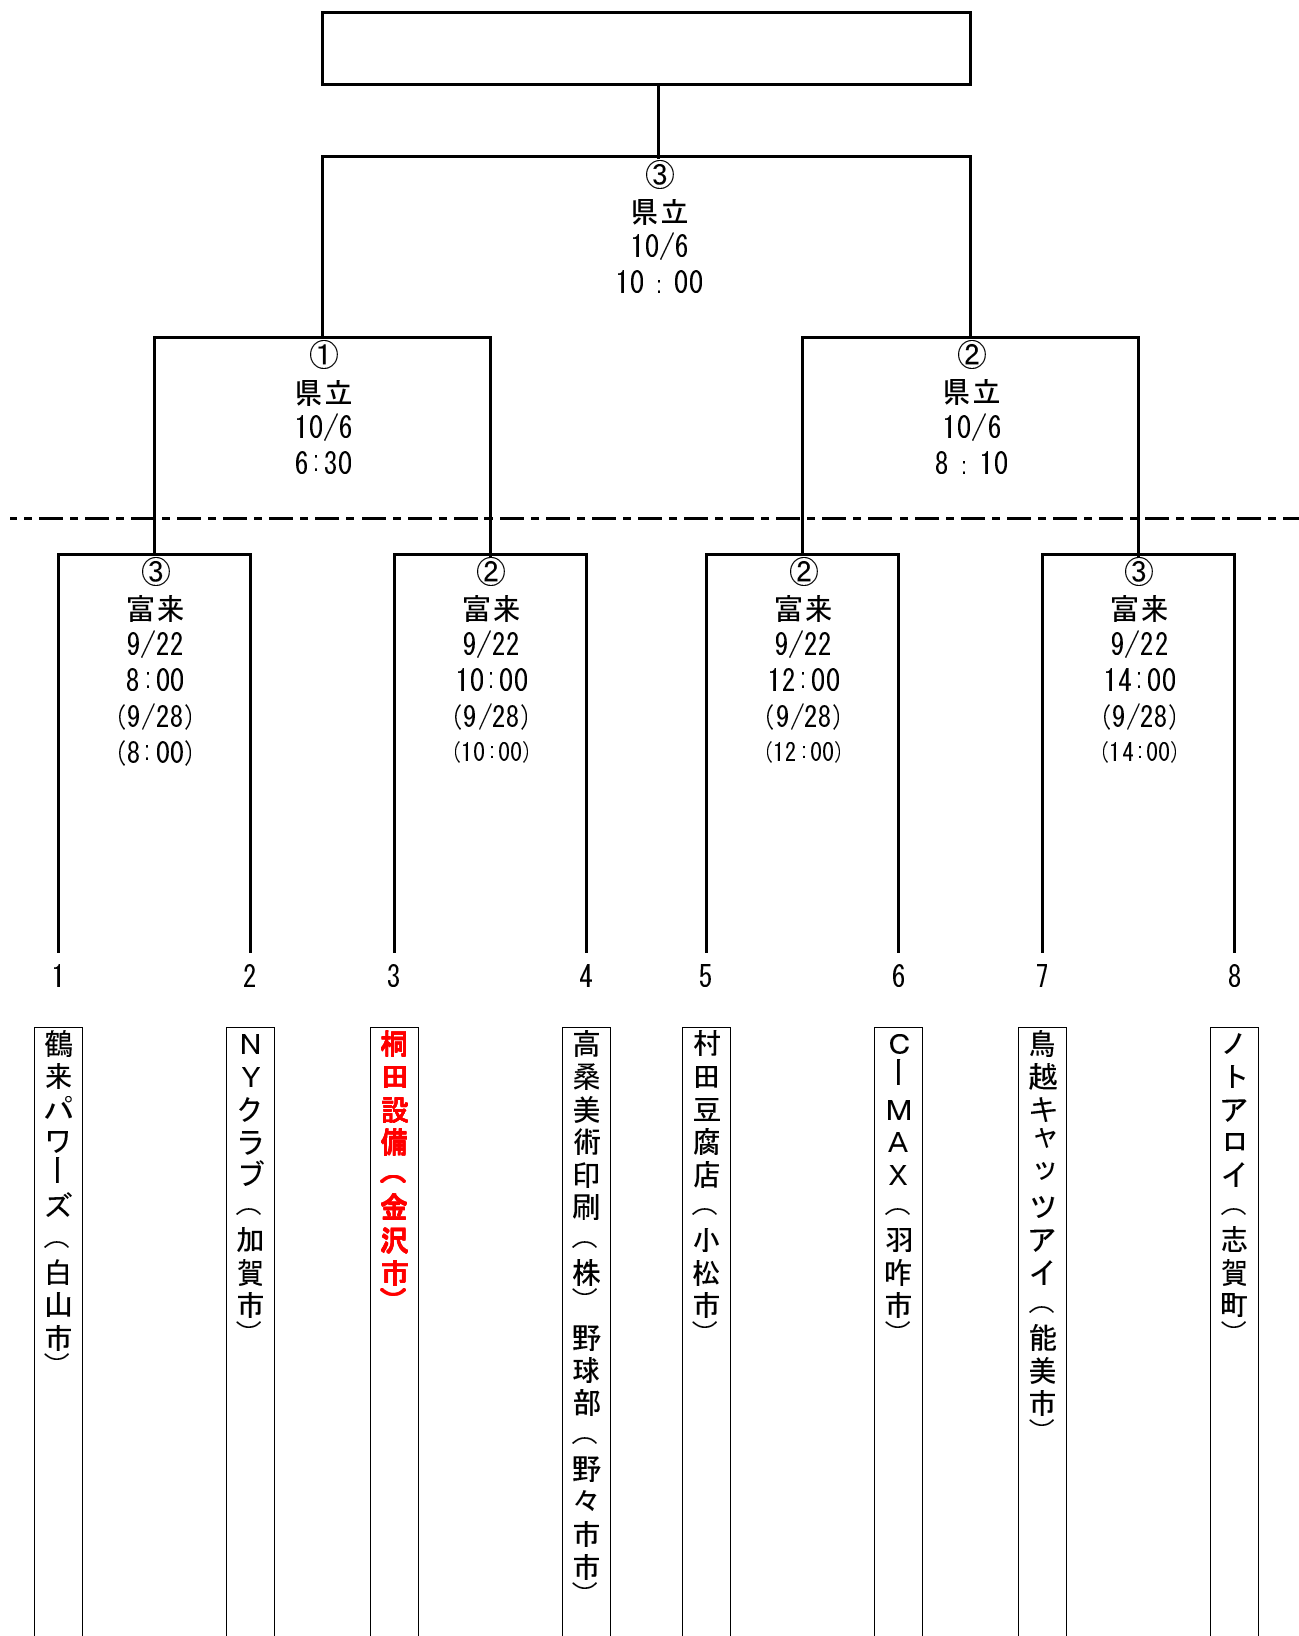 ③
県立
10/6
10：00
①
県立
10/6
6:30
②
県立
10/6
8：10
③
富来
9/22
8:00
(9/28)
(8:00)
②
富来
9/22
10:00
(9/28)
(10:00)
②
富来
9/22
12:00
(9/28)
(12:00)
③
富来
9/22
14:00
(9/28)
(14:00)
1
2
3
4
5
6
7
8
鶴来パワーズ（白山市）
ＮＹクラブ（加賀市）
桐田設備（金沢市）
高桑美術印刷（株）野球部（野々市市）
村田豆腐店（小松市）
Ｃ－ＭＡＸ（羽咋市）
鳥越キャッツアイ（能美市）
ノトアロイ（志賀町）